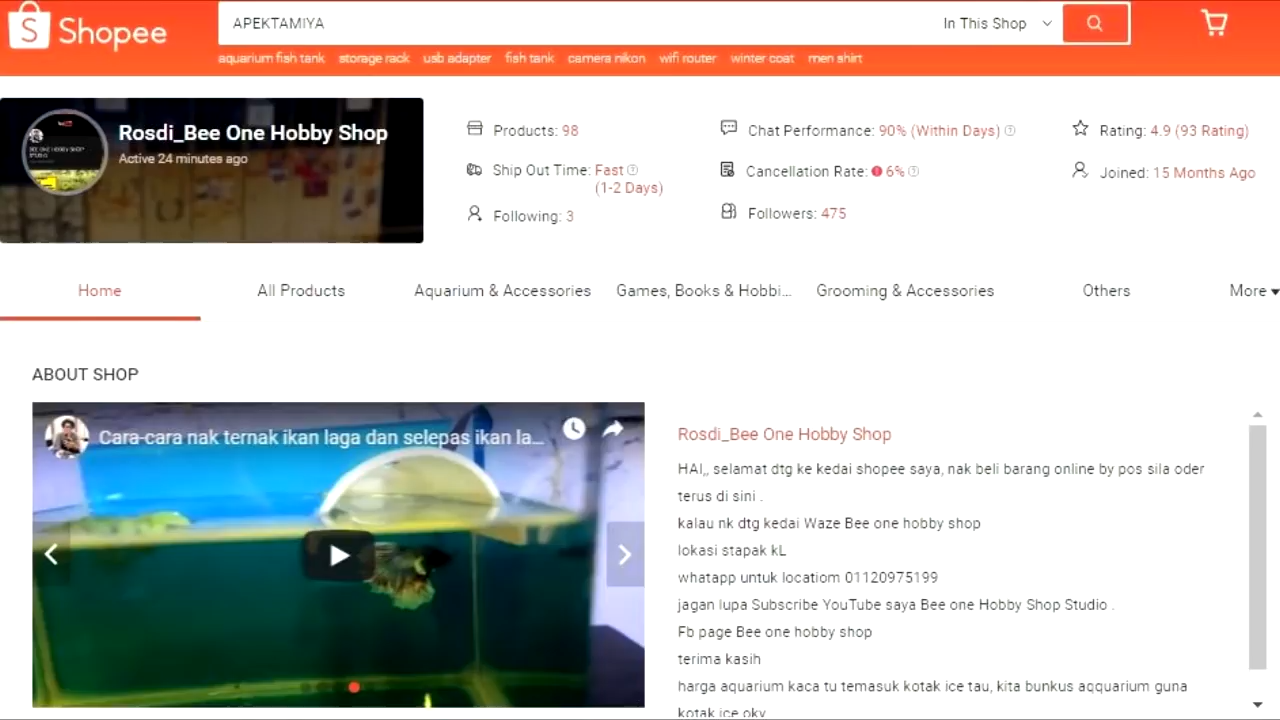 Shopee
APEKTAMIYA
In This Shop
aquarium fish tank storage rack usb adapter fish tank camera nikon wifi router winter coat men shirt
Rosdi_Bee One Hobby Shop
Active 24 minutes ago
Products: 98
Ship Out Time: Fast
(1-2 Days)
Following: 3
Chat Performance: 90% (Within Days)
Cancellation Rate: 6%
Followers: 475
Rating: 4.9 (93 Rating)
Joined: 15 Months Ago
Home All Products Aquarium & Accessories Games, Books & Hobbi... Grooming & Accessories Others More
ABOUT SHOP
Cara-cara nak ternak ikan laga dan selepas ikan la...
Rosdi_Bee One Hobby Shop
HAI,, selamat dtg ke kedai shopee saya, nak beli barang online by pos sila oder
terus di sini .
kalau nk dtg kedai Waze Bee one hobby shop
lokasi stapak kL
whatapp untuk locatiom 01120975199
jagan lupa Subscribe YouTube saya Bee one Hobby Shop Studio .
Fb page Bee one hobby shop
terima kasih
harga aquarium kaca tu temasuk kotak ice tau, kita bunkus aqquarium guna
kotak ice oky